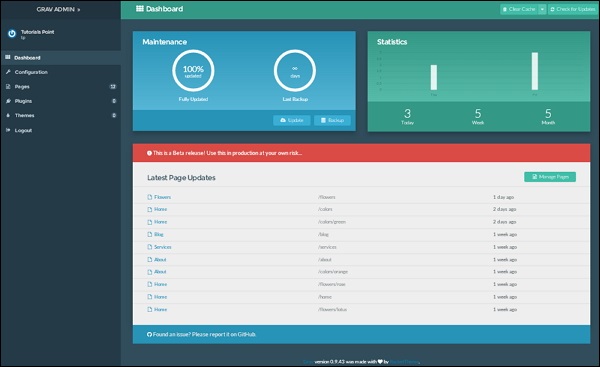 GRAV ADMIN
Dashboard
Clear Cache
Check for Updates
Tutorials Point
Dashboard
Configuration
Pages 13
Plugins
Themes
Logout
Maintenance
100%
updated
Fully Updated
∞
days
Last Backup
Update
Backup
Statistics
3
Today
5
Week
5
Month
This is a Beta release! Use this in production at your own risk...
Latest Page Updates
Manage Pages
Flowers /flowers 1 day ago
Home /colors 2 days ago
Home /colors/green 2 days ago
Blog /blog 1 week ago
Services /services 1 week ago
About /about 1 week ago
About /colors/orange 1 week ago
Home /flowers/rose 1 week ago
Home /home 1 week ago
Home /flowers/lotus 1 week ago
Found an issue? Please report it on GitHub
version 0.9.43 was made with by